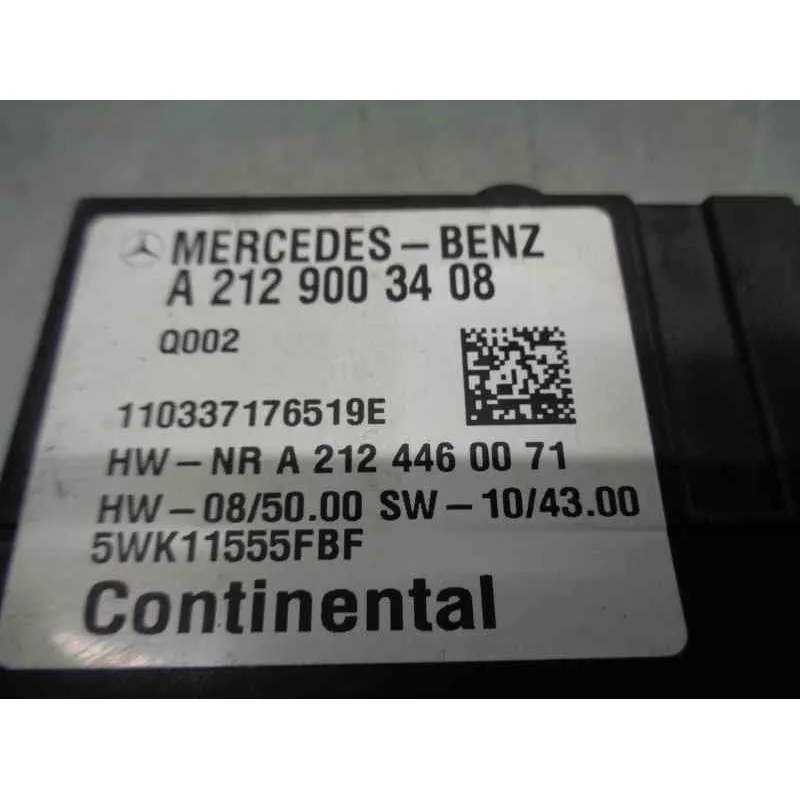 MERCEDES-BENZ
A 212 900 34 08
Q002
110337176519E
HW-NR A 212 446 00 71
HW-08/50.00 SW-10/43.00
5WK11555FBF
Continental